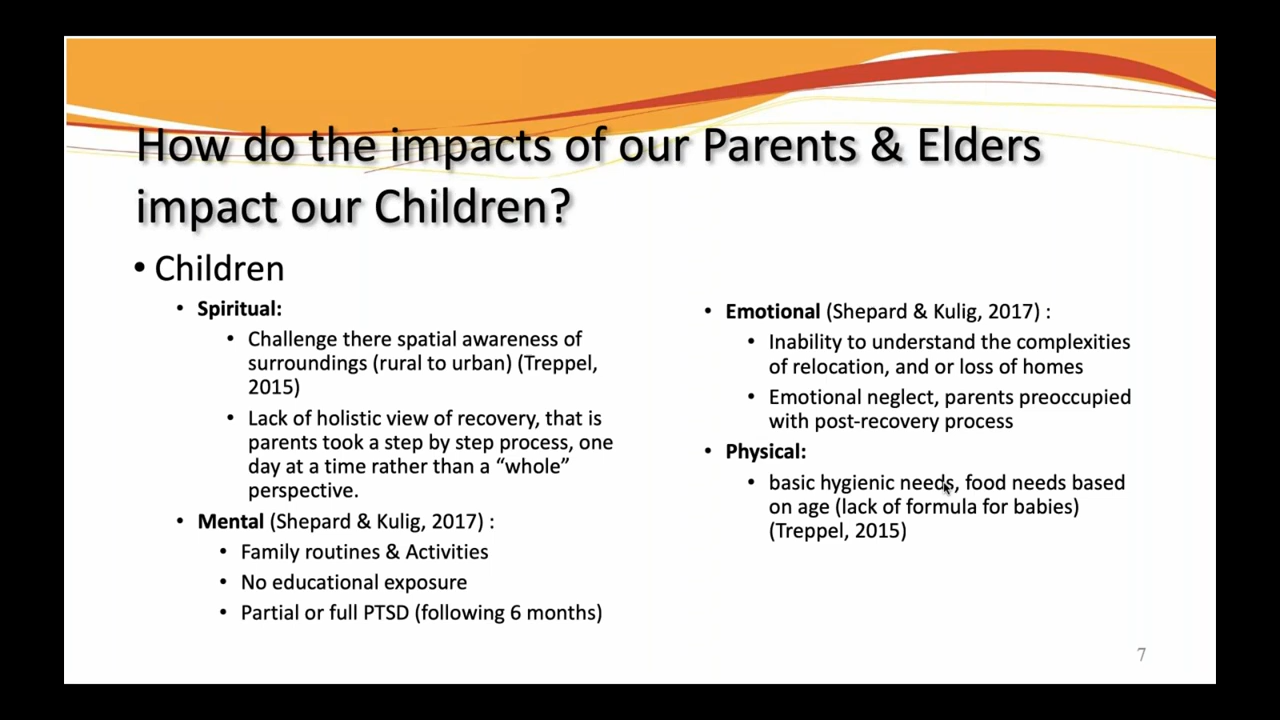 How do the impacts of our Parents & Elders
impact our Children?
• Children
• Spiritual:
• Challenge there spatial awareness of
surroundings (rural to urban) (Treppel,
2015)
• Lack of holistic view of recovery, that is
parents took a step by step process, one
day at a time rather than a “whole”
perspective.
• Mental (Shepard & Kulig, 2017) :
• Family routines & Activities
• No educational exposure
• Partial or full PTSD (following 6 months)
• Emotional (Shepard & Kulig, 2017) :
• Inability to understand the complexities
of relocation, and or loss of homes
• Emotional neglect, parents preoccupied
with post-recovery process
• Physical:
• basic hygienic needs, food needs based
on age (lack of formula for babies)
(Treppel, 2015)
7